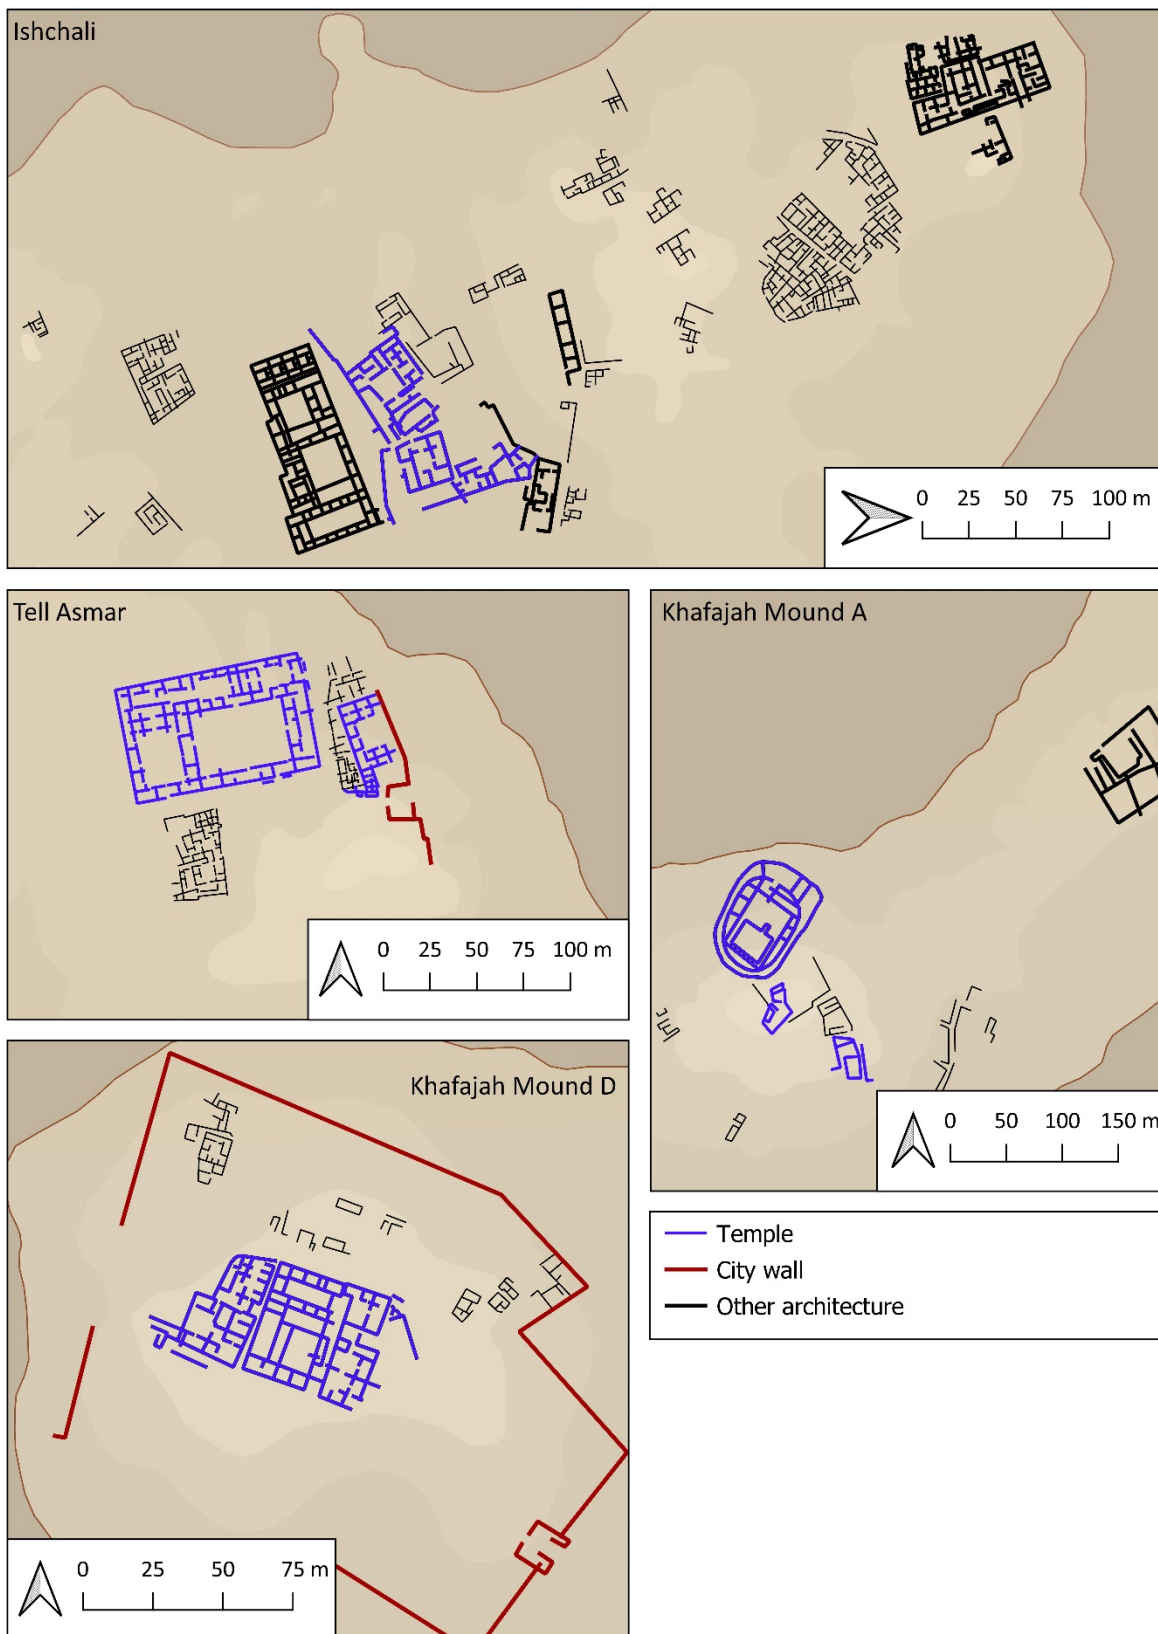 Ishchali
0 25 50 75 100 m
Tell Asmar
0 25 50 75 100 m
Khafajah Mound A
0 50 100 150 m
Khafajah Mound D
0 25 50 75 m
Temple
City wall
Other architecture